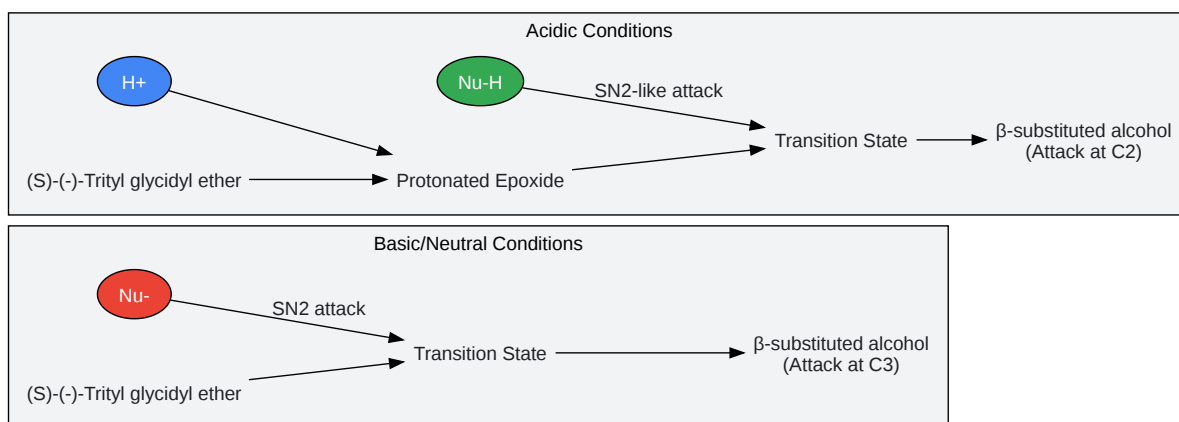 Acidic Conditions
H+
Nu-H
SN2-like attack
(S)-(-)-Trityl glycidyl ether
Protonated Epoxide
Transition State
β-substituted alcohol
(Attack at C2)
Basic/Neutral Conditions
Nu-
SN2 attack
(S)-(-)-Trityl glycidyl ether
Transition State
β-substituted alcohol
(Attack at C3)